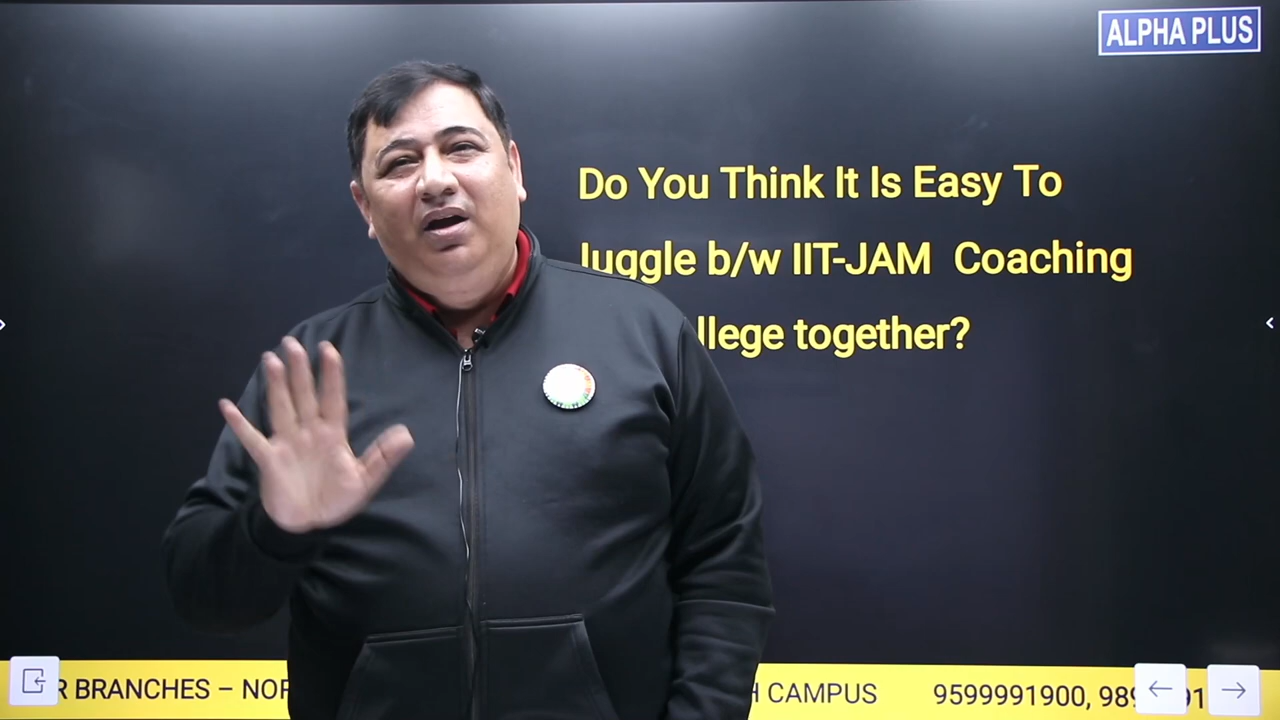 ALPHA PLUS
Do You Think It Is Easy To
Juggle b/w IIT-JAM Coaching
llege together?
R BRANCHES – NOR
H CAMPUS 9599991900, 989